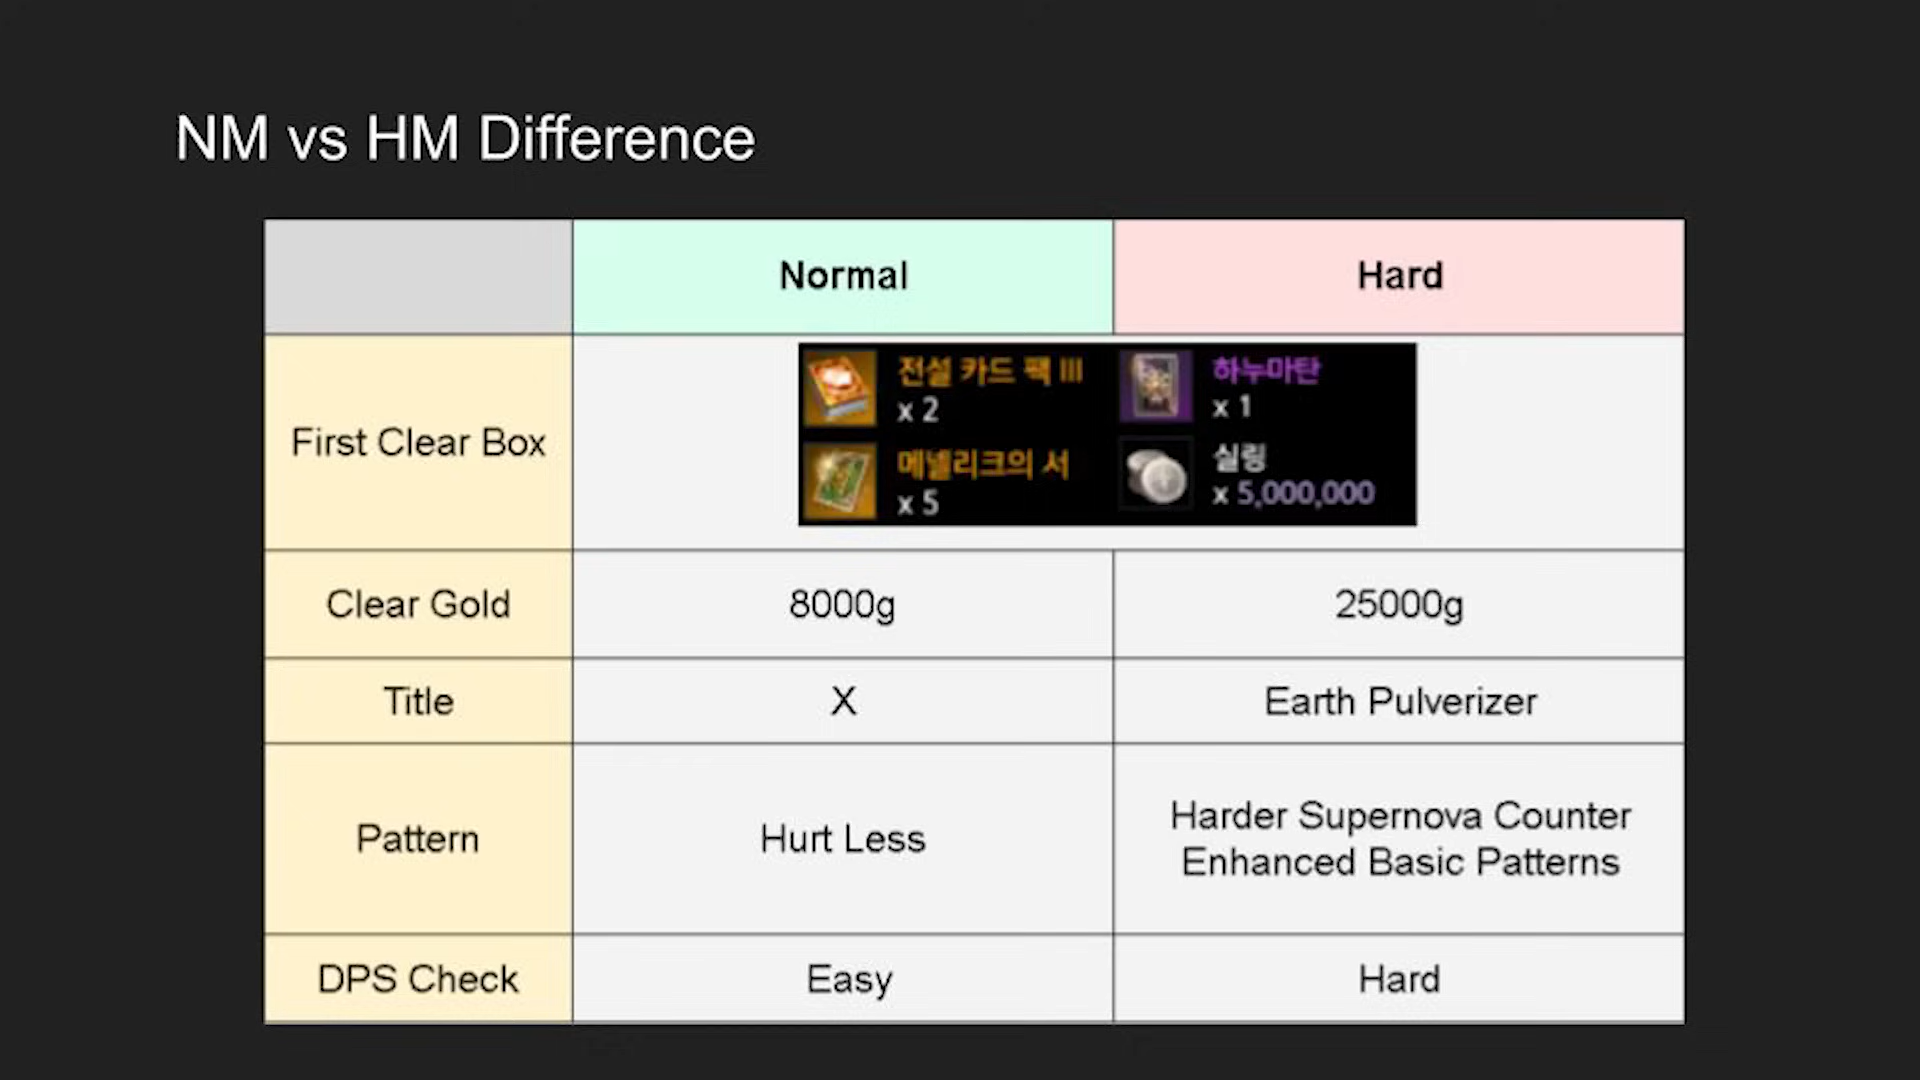 NM vs HM Difference
Normal
Hard
First Clear Box
전설 카드 팩 III
x 2
하누마탄
x 1
메넬리크의 서
x 5
실링
x 5,000,000
Clear Gold
8000g
25000g
Title
X
Earth Pulverizer
Pattern
Hurt Less
Harder Supernova Counter
Enhanced Basic Patterns
DPS Check
Easy
Hard